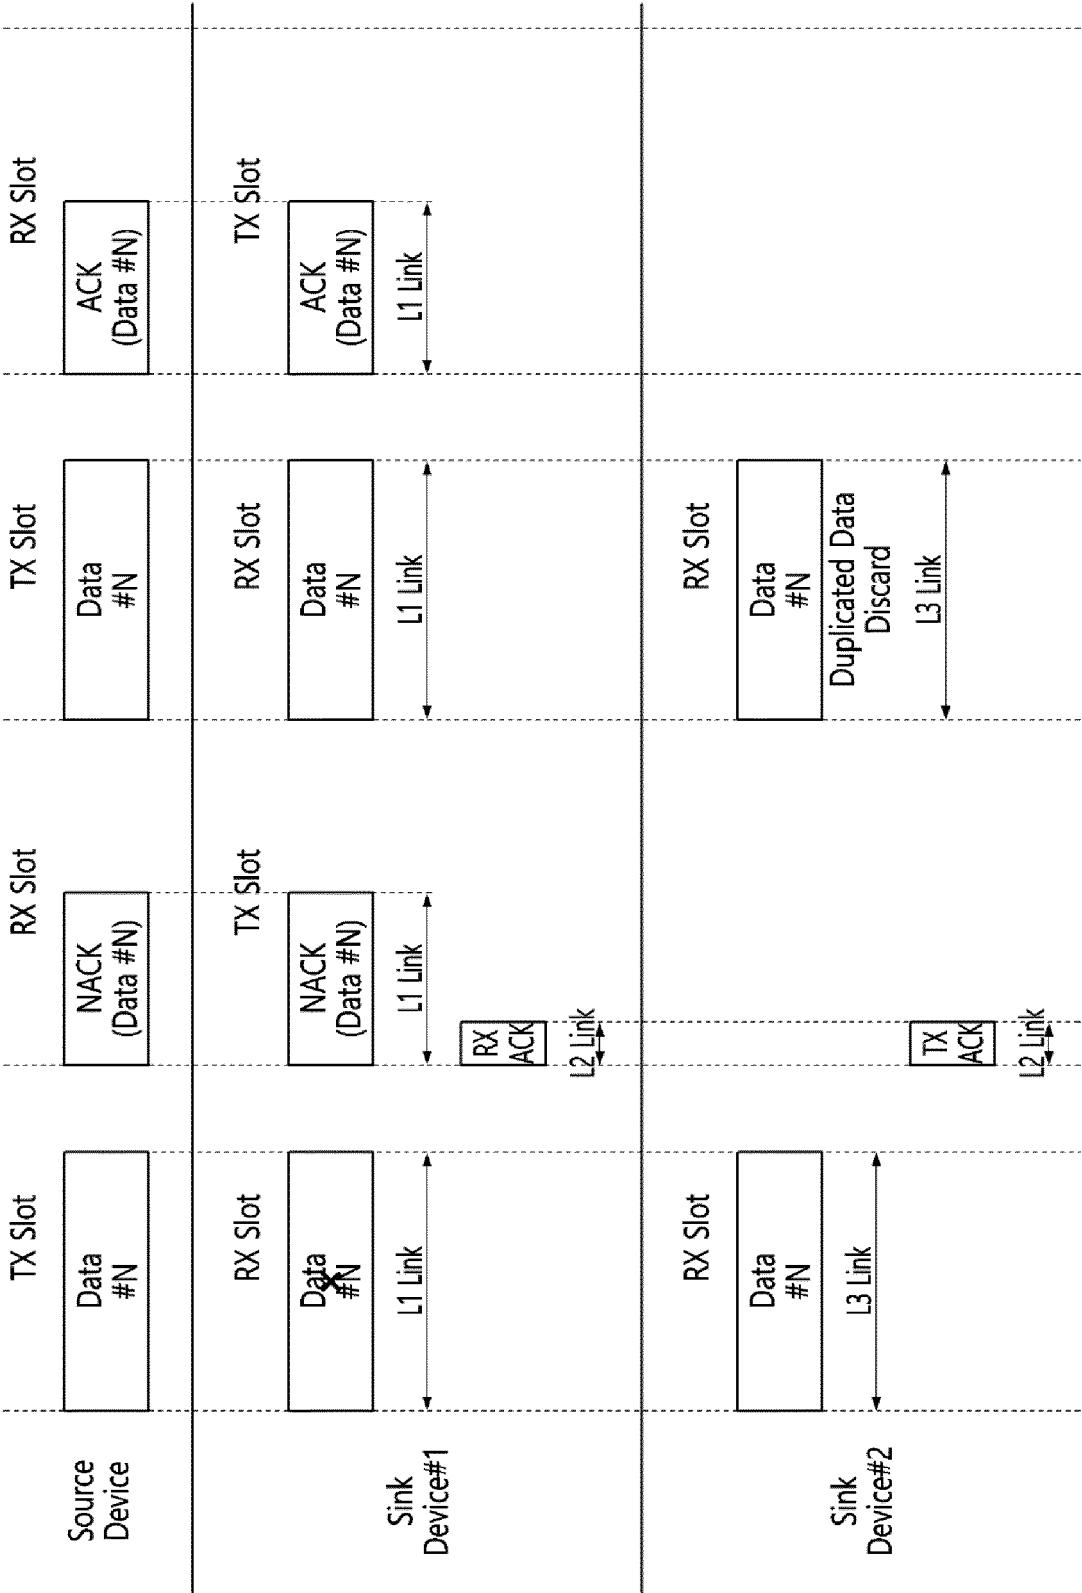 Source
Device
TX Slot
Data
#N
RX Slot
NACK
(Data #N)
TX Slot
Data
#N
RX Slot
ACK
(Data #N)
Sink
Device#1
RX Slot
Data
#N
L1 Link
TX Slot
NACK
(Data #N)
L1 Link
RX
ACK
L2 Link
RX Slot
Data
#N
L1 Link
TX Slot
ACK
(Data #N)
L1 Link
Sink
Device#2
RX Slot
Data
#N
L3 Link
TX
ACK
L2 Link
RX Slot
Data
#N
Duplicated Data
Discard
L3 Link